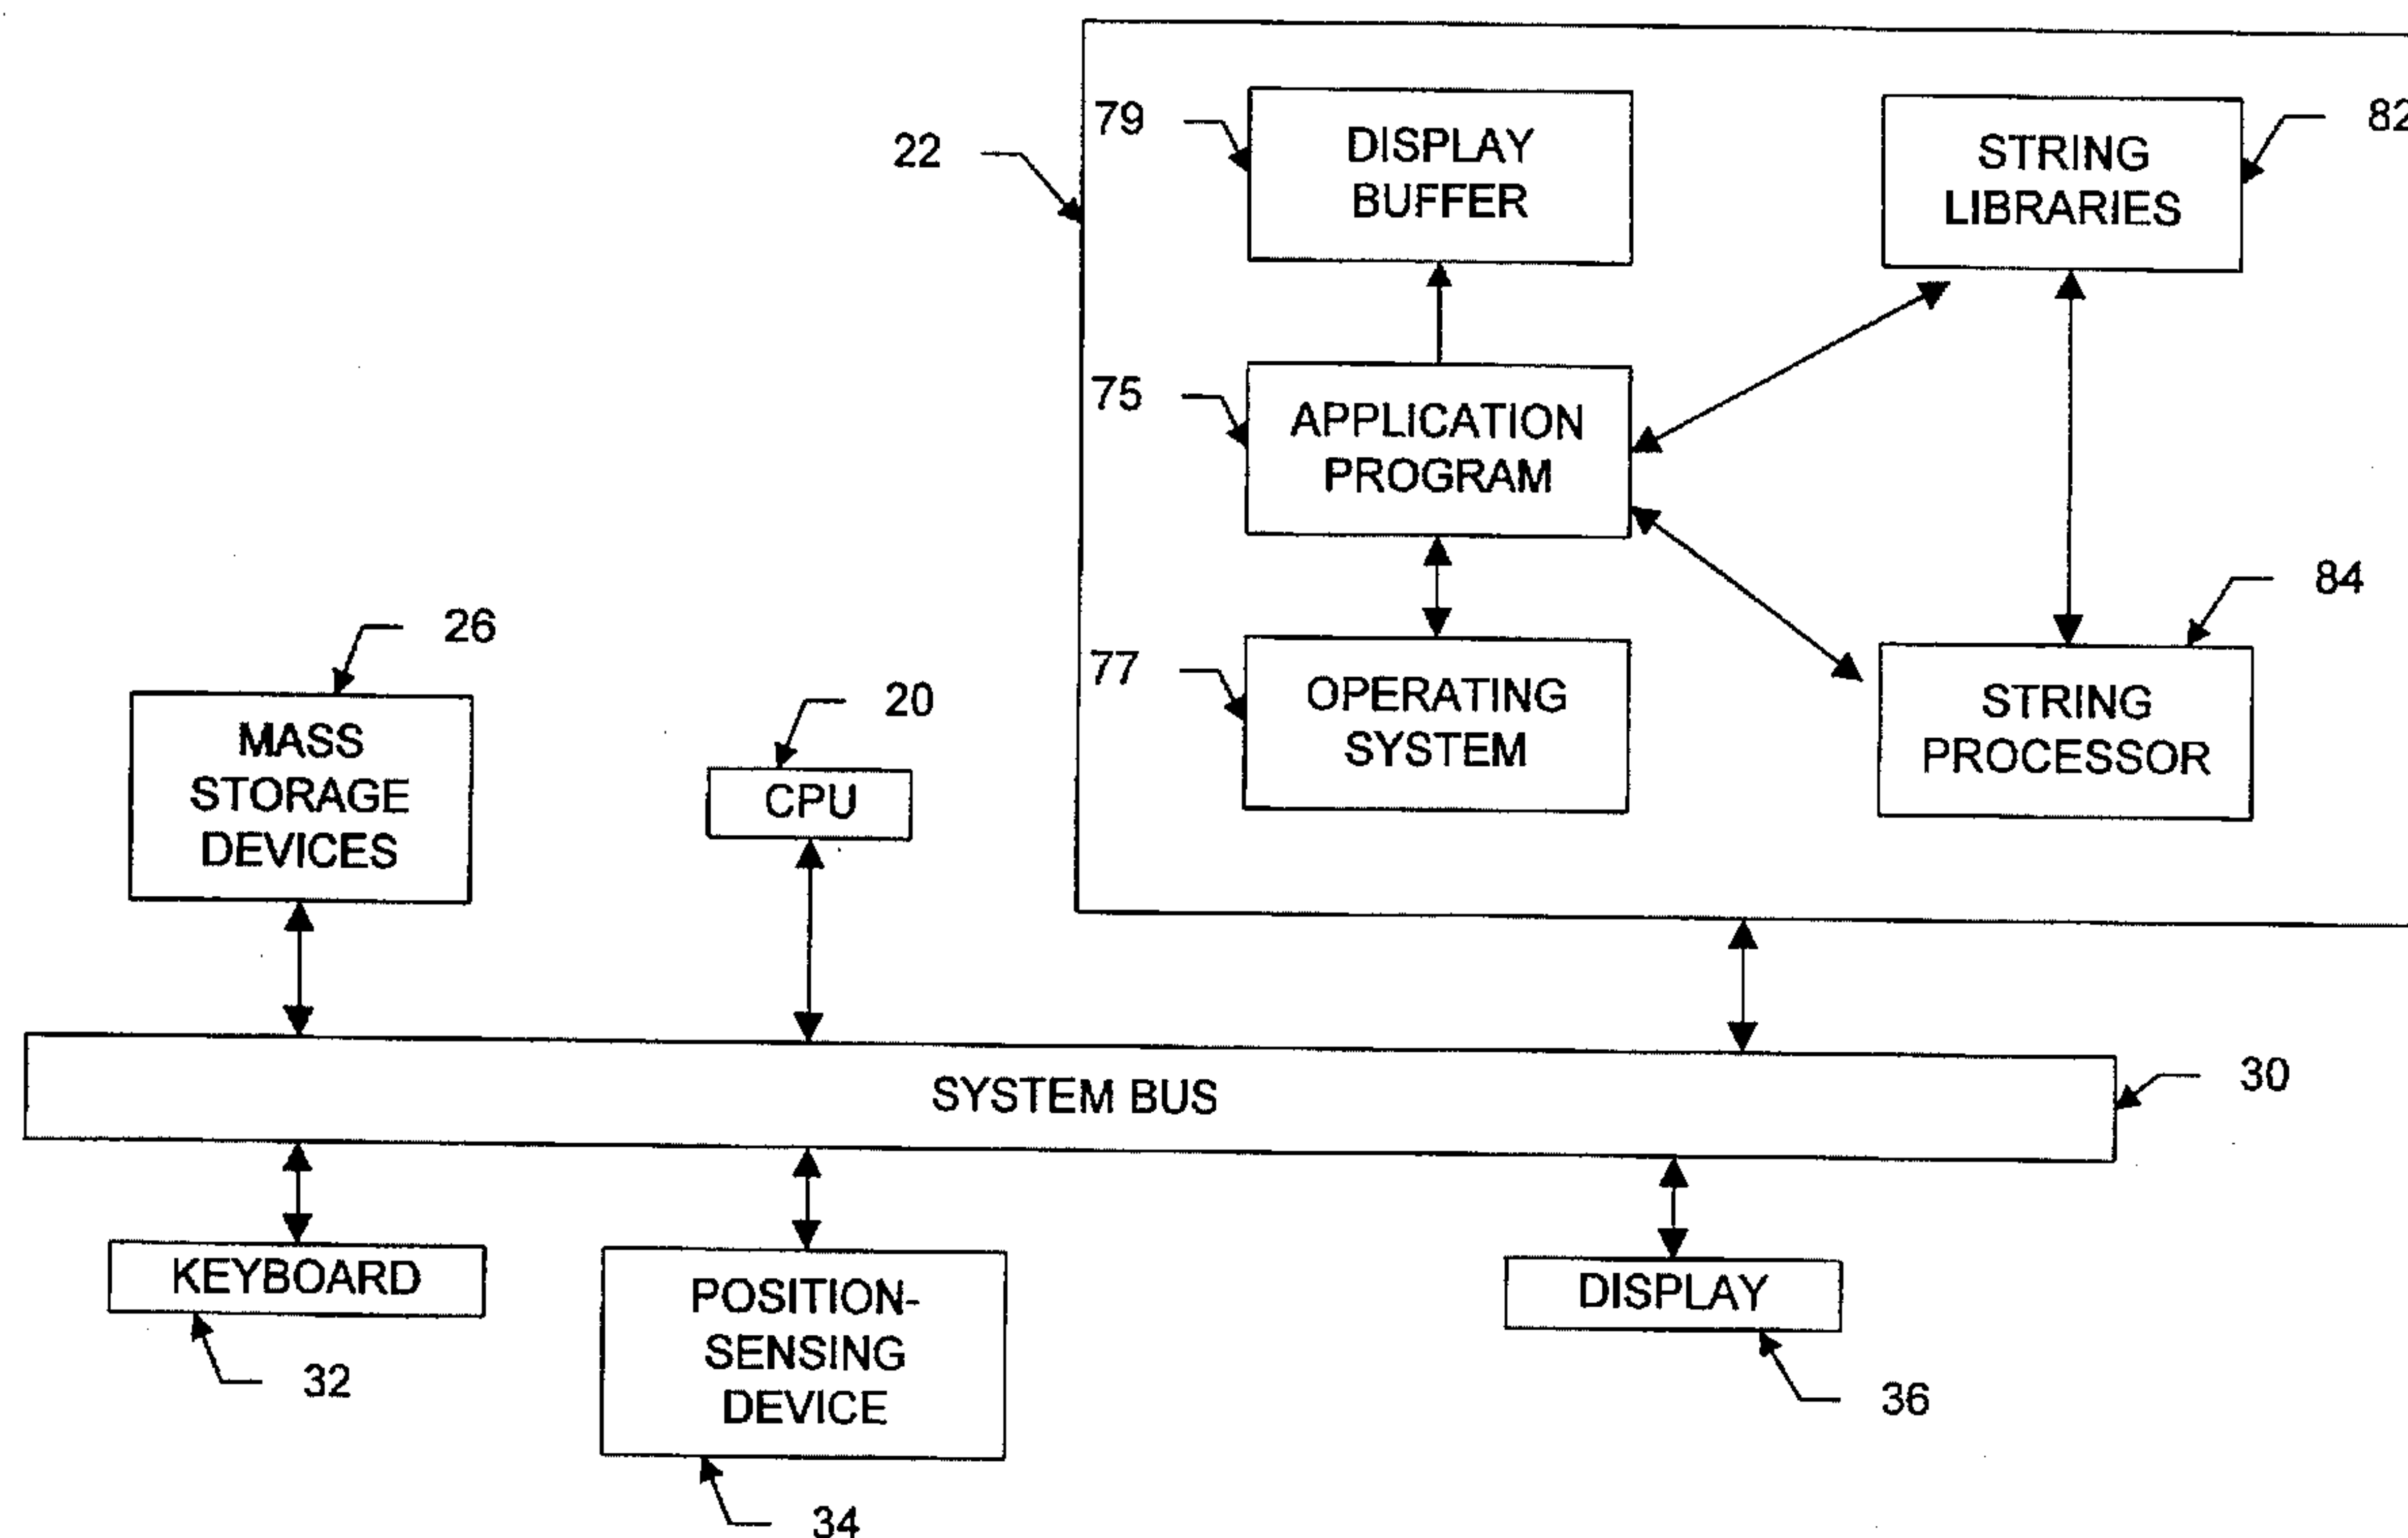 79
DISPLAY
BUFFER
STRING
LIBRARIES
82
22
75
APPLICATION
PROGRAM
84
77
OPERATING
SYSTEM
STRING
PROCESSOR
26
MASS
STORAGE
DEVICES
20
CPU
SYSTEM BUS
30
KEYBOARD
32
POSITION-
SENSING
DEVICE
34
DISPLAY
36